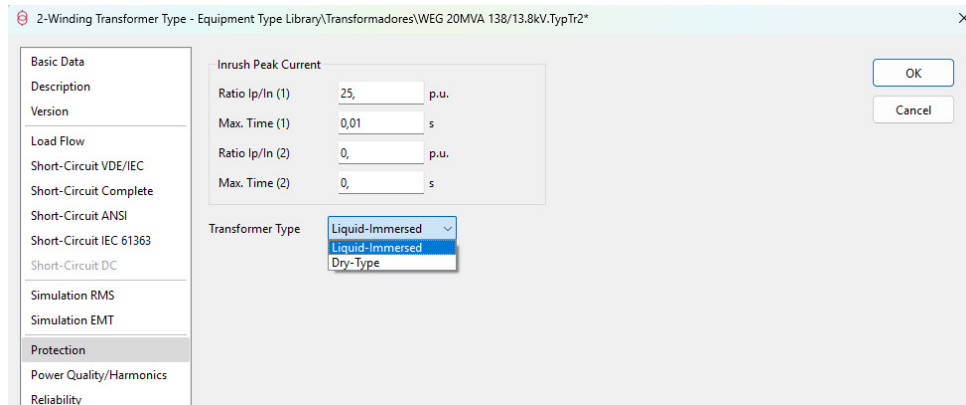 2-Winding Transformer Type - Equipment Type Library\Transformadores\WEG 20MVA 138/13.8kV.TypTr2*
Basic Data
Description
Version
Load Flow
Short-Circuit VDE/IEC
Short-Circuit Complete
Short-Circuit ANSI
Short-Circuit IEC 61363
Short-Circuit DC
Simulation RMS
Simulation EMT
Protection
Power Quality/Harmonics
Reliability
Inrush Peak Current
Ratio Ip/In (1) 25, p.u.
Max. Time (1) 0,01 s
Ratio Ip/In (2) 0, p.u.
Max. Time (2) 0, s
Transformer Type Liquid-Immersed
Liquid-Immersed
Dry-Type
OK
Cancel